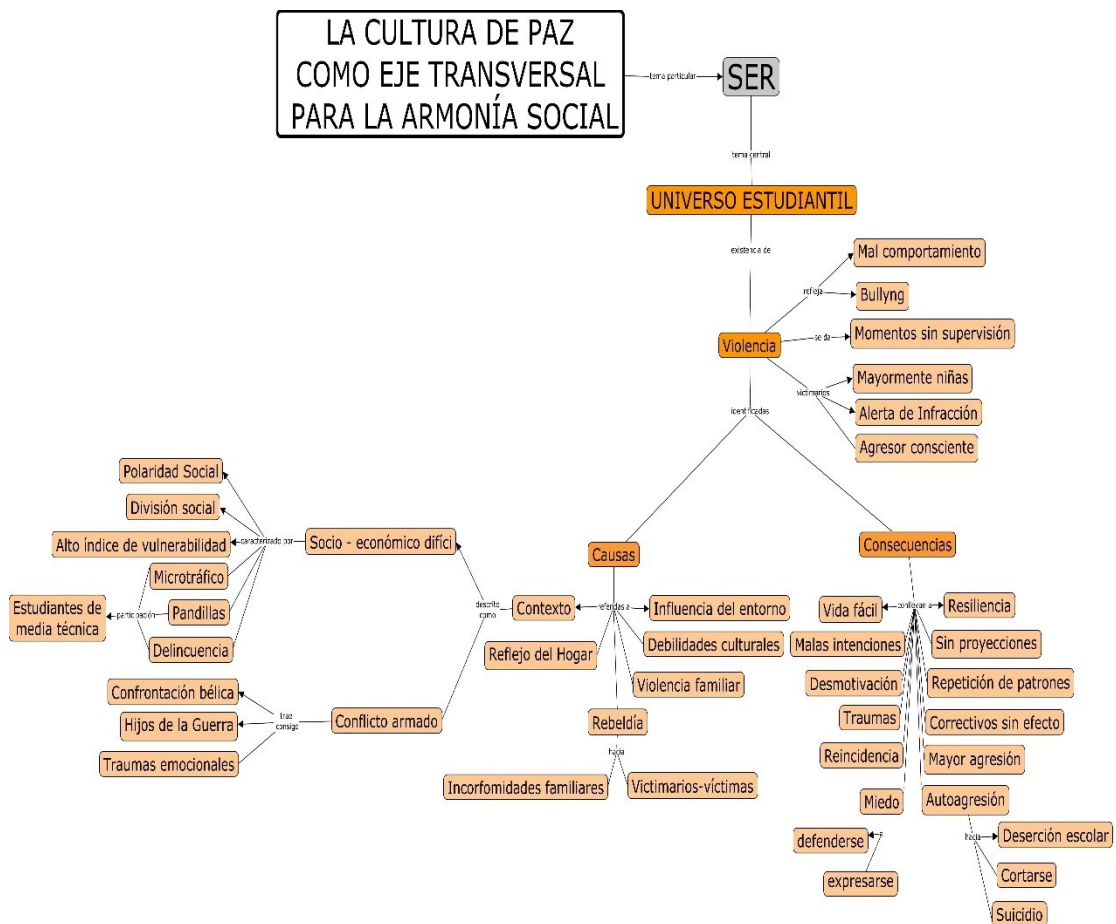 LA CULTURA DE PAZ
COMO EJE TRANSVERSAL
PARA LA ARMONÍA SOCIAL
tema particular
SER
tema central
UNIVERSO ESTUDIANTIL
existencia de
Violencia
refleja
Mal comportamiento
Bullyng
se da
Momentos sin supervisión
victimarios
Mayormente niñas
Alerta de Infracción
Agresor consciente
identificadas
Causas
referidas a
Contexto
Influencia del entorno
Reflejo del Hogar
Debilidades culturales
Violencia familiar
Rebeldía
hacia
Incorfomidades familiares
Victimarios-víctimas
descrito
como
Socio - económico difíci
caracterizado por
Polaridad Social
División social
Alto índice de vulnerabilidad
Microtráfico
Pandillas
Delincuencia
participación
Estudiantes de
media técnica
Conflicto armado
trae
consigo
Confrontación bélica
Hijos de la Guerra
Traumas emocionales
Consecuencias
conllevan a
Vida fácil
Resiliencia
Malas intenciones
Sin proyecciones
Desmotivación
Repetición de patrones
Traumas
Correctivos sin efecto
Reincidencia
Mayor agresión
Miedo
Autoagresión
a
defenderse
expresarse
hacia
Deserción escolar
Cortarse
Suicidio